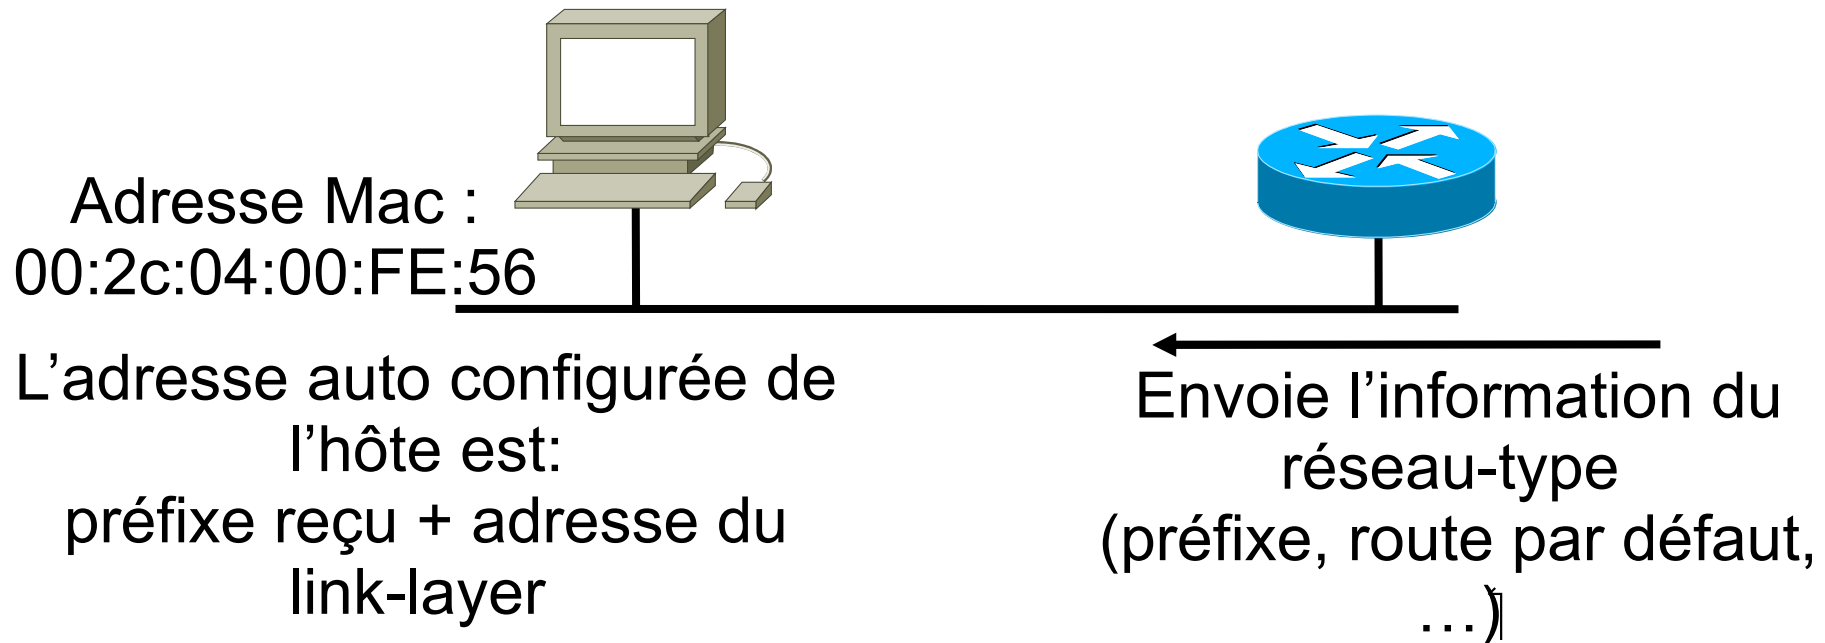 Adresse Mac :
00:2c:04:00:FE:56
L’adresse auto configurée de
l’hôte est:
préfixe reçu + adresse du
link-layer
Envoie l’information du
réseau-type
(préfixe, route par défaut,
…)